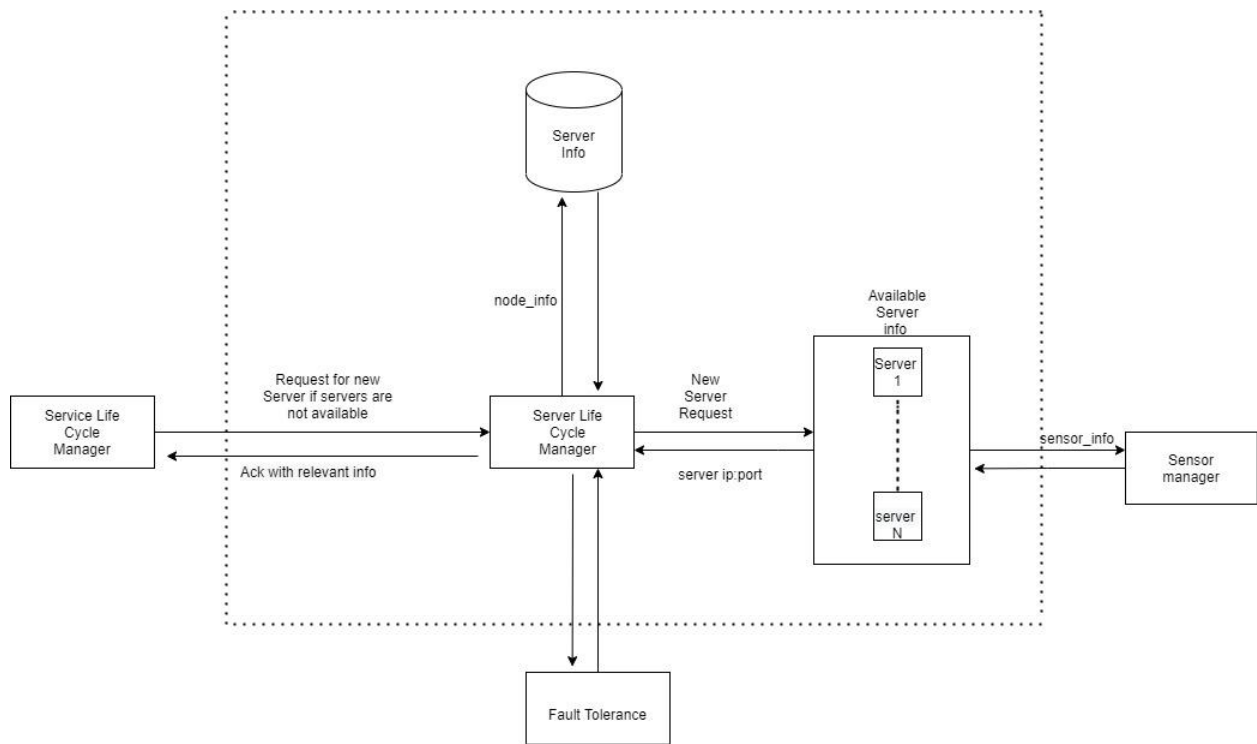 Server
Info
node_info
Available
Server
info
Server
1
Request for new
Server if servers are
not available
New
Server
Request
Service Life
Cycle
Manager
Server Life
Cycle
Manager
sensor_info
Sensor
manager
Ack with relevant info
server ip:port
server
N
Fault Tolerance